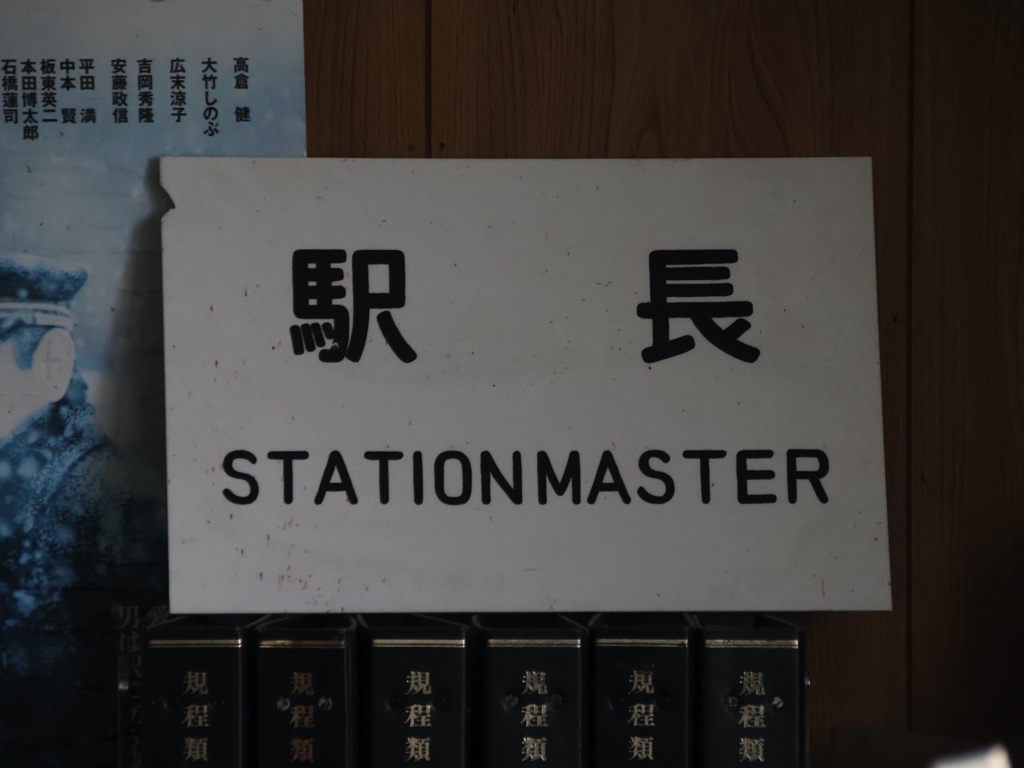 高倉 健
大竹しのぶ
広末涼子
吉岡秀隆
安藤政信
平田 満
中本 賢
板東英二
本田博太郎
石橋蓮司
駅 長
STATIONMASTER
規程類
規程類
規程類
規程類
規程類
規程類